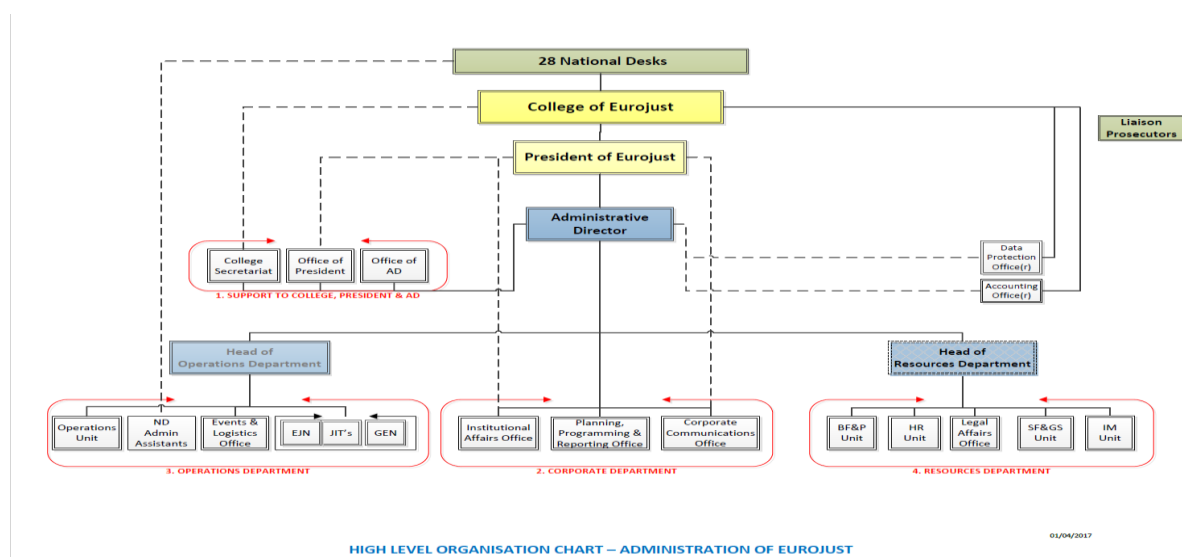 28 National Desks
College of Eurojust
Liaison
Prosecutors
President of Eurojust
Administrative
Director
College
Secretariat
Office of
President
Office of
AD
Data
Protection
Office(r)
Accounting
Office(r)
1. SUPPORT TO COLLEGE, PRESIDENT & AD
Head of
Operations Department
Head of
Resources Department
Operations
Unit
ND
Admin
Assistants
Events &
Logistics
Office
EJN
JIT's
GEN
Institutional
Affairs Office
Planning,
Programming &
Reporting Office
Corporate
Communications
Office
BF&P
Unit
HR
Unit
Legal
Affairs
Office
SF&GS
Unit
IM
Unit
3. OPERATIONS DEPARTMENT
2. CORPORATE DEPARTMENT
4. RESOURCES DEPARTMENT
01/04/2017
HIGH LEVEL ORGANISATION CHART – ADMINISTRATION OF EUROJUST